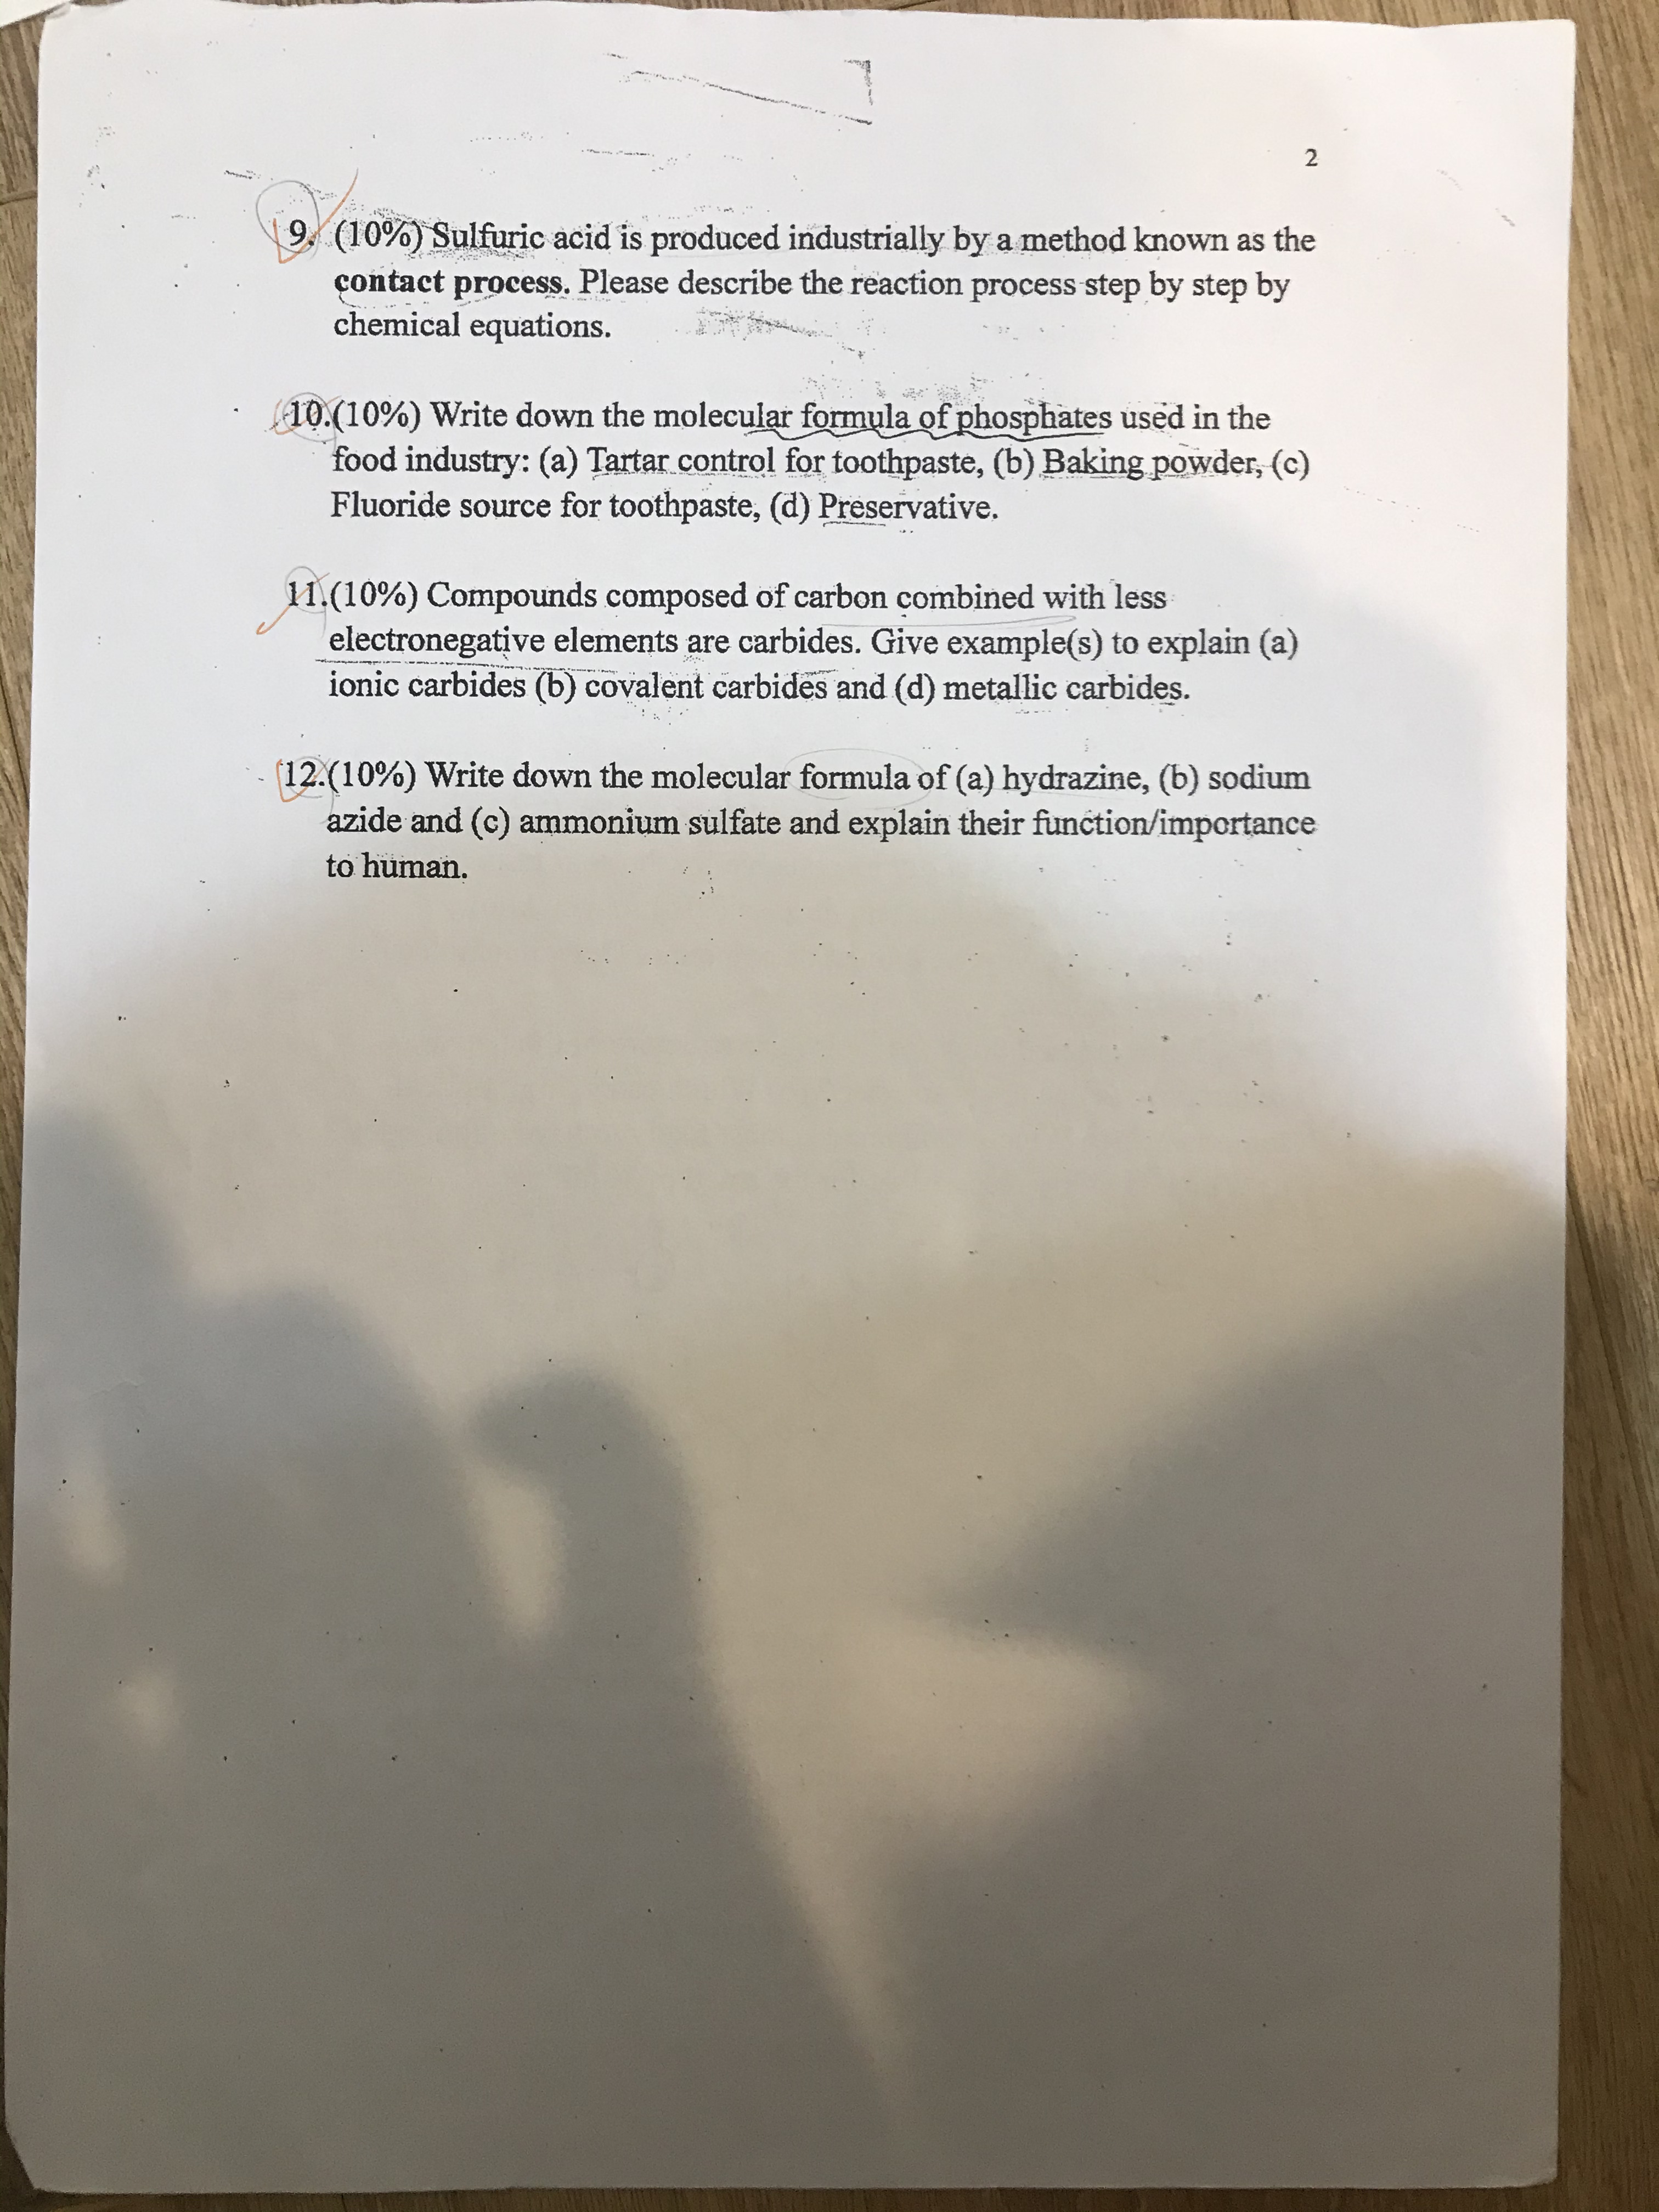 2
9. (10%) Sulfuric acid is produced industrially by a method known as the
contact process. Please describe the reaction process step by step by
chemical equations.
10.(10%) Write down the molecular formula of phosphates used in the
food industry: (a) Tartar control for toothpaste, (b) Baking powder, (c)
Fluoride source for toothpaste, (d) Preservative.
11.(10%) Compounds composed of carbon combined with less
electronegative elements are carbides. Give example(s) to explain (a)
ionic carbides (b) covalent carbides and (d) metallic carbides.
12.(10%) Write down the molecular formula of (a) hydrazine, (b) sodium
azide and (c) ammonium sulfate and explain their function/importance
to human.